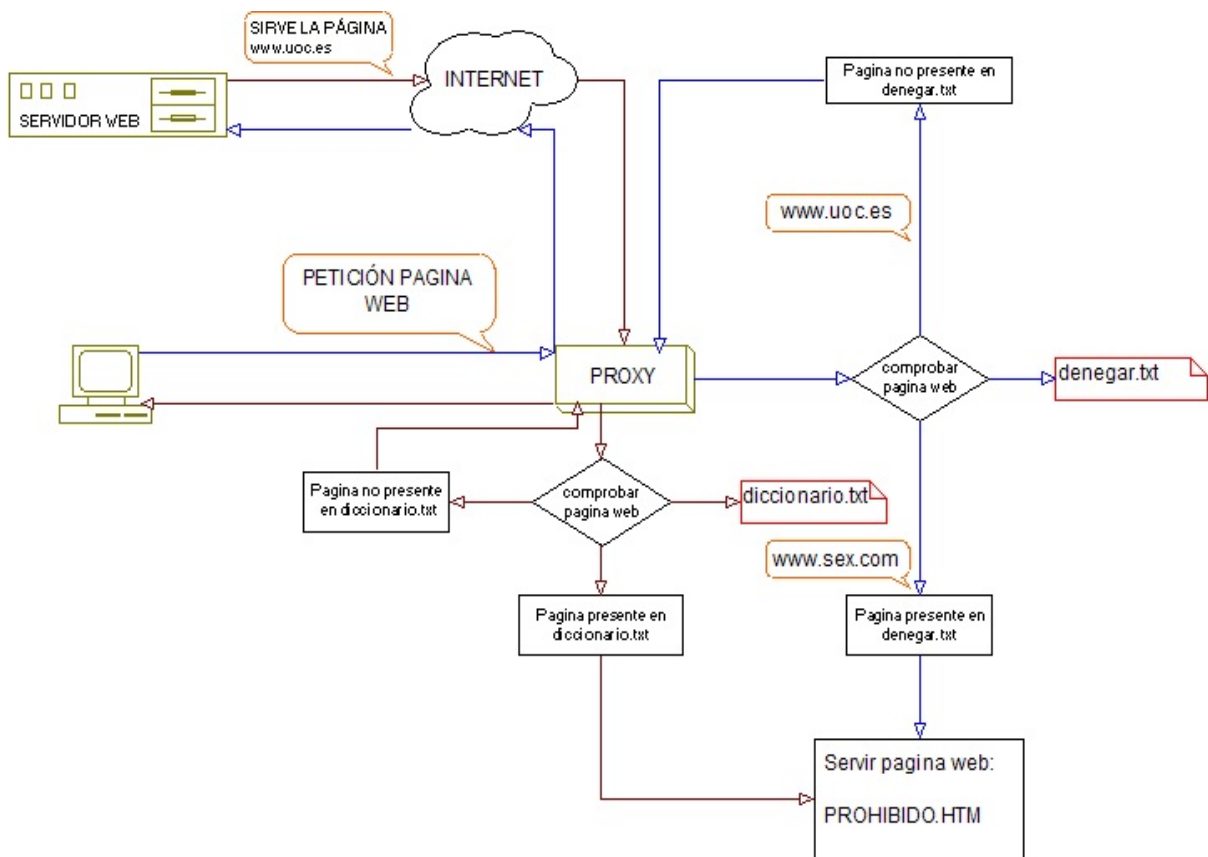 SIRVE LA PÁGINA
www.uoc.es
INTERNET
Pagina no presente en
denegar.txt
SERVIDOR WEB
www.uoc.es
PETICIÓN PAGINA
WEB
PROXY
comprobar
pagina web
denegar.txt
Pagina no presente
en diccionario.txt
comprobar
pagina web
diccionario.txt
www.sex.com
Pagina presente en
diccionario.txt
Pagina presente en
denegar.txt
Servir pagina web:
PROHIBIDO.HTM